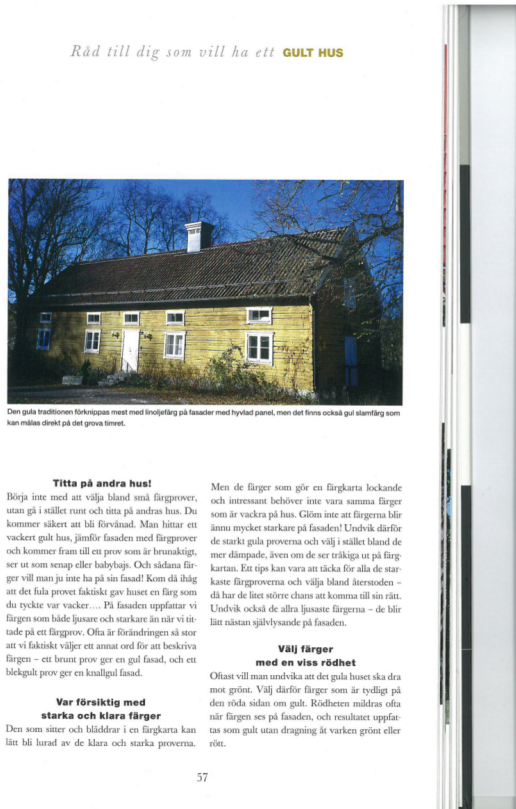 Råd till dig som vill ha ett GULT HUS
Den gula traditionen förknippas mest med linoljefärg på fasader med hyvlad panel, men det finns också gul slamfärg som
kan målas direkt på det grova timret.
Titta på andra hus!
Börja inte med att välja bland små färgprover,
utan gå i stället runt och titta på andras hus. Du
kommer säkert att bli förvånad. Man hittar ett
vackert gult hus, jämför fasaden med färgprover
och kommer fram till ett prov som är brunaktigt,
ser ut som senap eller babybajs. Och sådana fär-
ger vill man ju inte ha på sin fasad! Kom då ihåg
att det fula provet faktiskt gav huset en färg som
du tyckte var vacker.… På fasaden uppfattar vi
färgen som både ljusare och starkare än när vi tit-
tade på ett färgprov. Ofta är förändringen så stor
att vi faktiskt väljer ett annat ord för att beskriva
färgen – ett brunt prov ger en gul fasad, och ett
blekgult prov ger en knallgul fasad.
Var försiktig med
starka och klara färger
Den som sitter och bläddrar i en färgkarta kan
lätt bli lurad av de klara och starka proverna.
Men de färger som gör en färgkarta lockande
och intressant behöver inte vara samma färger
som är vackra på hus. Glöm inte att färgerna blir
ännu mycket starkare på fasaden! Undvik därför
de starkt gula proverna och välj i stället bland de
mer dämpade, även om de ser tråkiga ut på färg-
kartan. Ett tips kan vara att täcka för alla de star-
kaste färgproverna och välja bland återstoden –
då har de litet större chans att komma till sin rätt.
Undvik också de allra ljusaste färgerna – de blir
lätt nästan självlysande på fasaden.
Välj färger
med en viss rödhet
Oftast vill man undvika att det gula huset ska dra
mot grönt. Välj därför färger som är tydligt på
den röda sidan om gult. Rödheten mildras ofta
när färgen ses på fasaden, och resultatet uppfat-
tas som gult utan dragning åt varken grönt eller
rött.
57